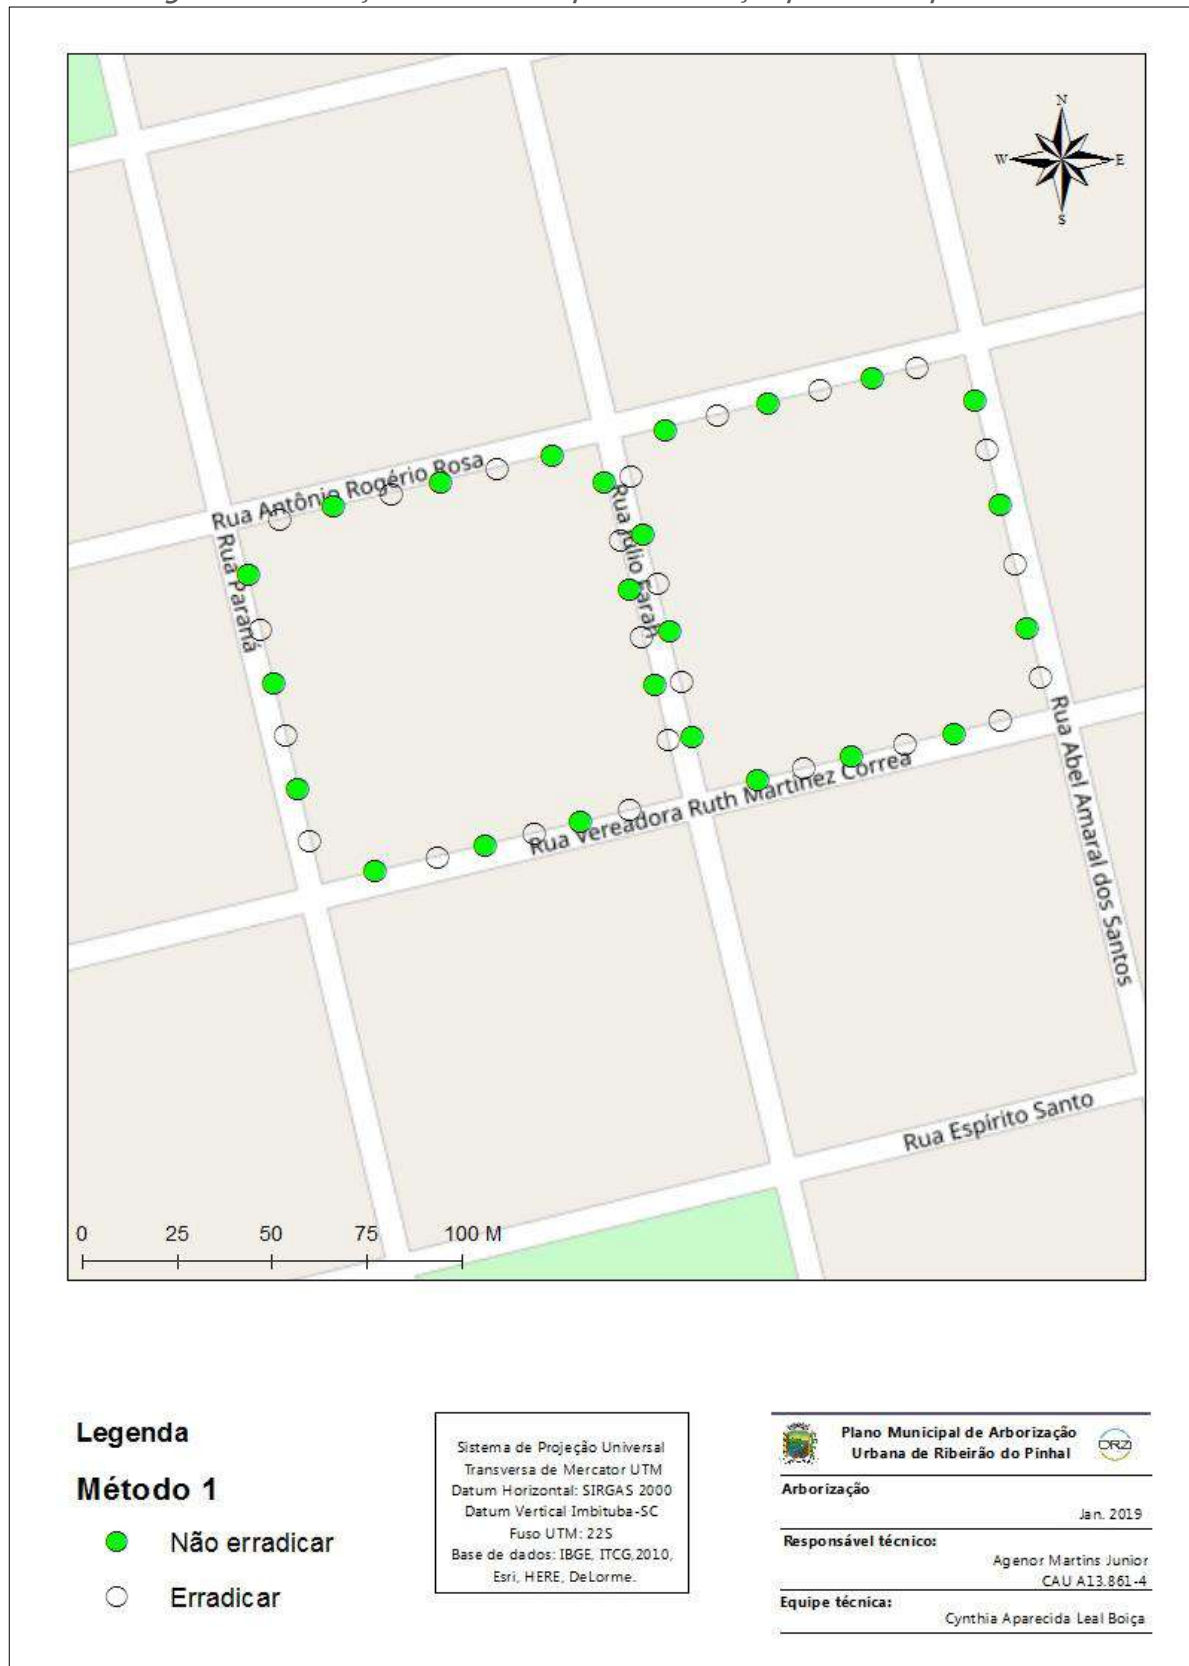 N
W
E
S
Rua Antônio Rogério Rosa
Rua Paraná
Rua Júlio Farah
Rua Vereadora Ruth Martinez Correa
Rua Abel Amaral dos Santos
Rua Espírito Santo
0 25 50 75 100 M
Legenda
Método 1
Não erradicar
Erradicar
Sistema de Projeção Universal
Transversa de Mercator UTM
Datum Horizontal: SIRGAS 2000
Datum Vertical Imbituba-SC
Fuso UTM: 22S
Base de dados: IBGE, ITCG,2010,
Esri, HERE, DeLorme.
Plano Municipal de Arborização
Urbana de Ribeirão do Pinhal
DRZ
Arborização
Jan. 2019
Responsável técnico:
Agenor Martins Junior
CAU A13.861-4
Equipe técnica:
Cynthia Aparecida Leal Boiça